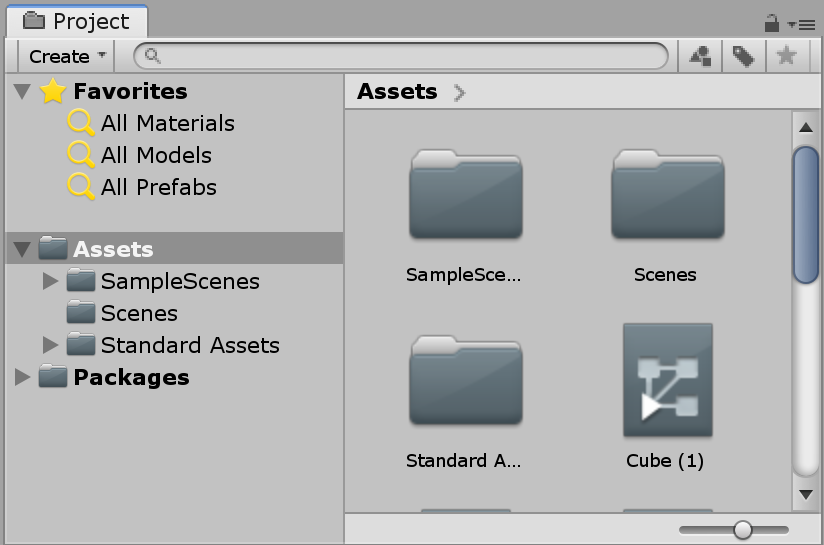 Project
Create
Favorites
All Materials
All Models
All Prefabs
Assets
SampleScenes
Scenes
Standard Assets
Packages
Assets
SampleSce...
Scenes
Standard A...
Cube (1)